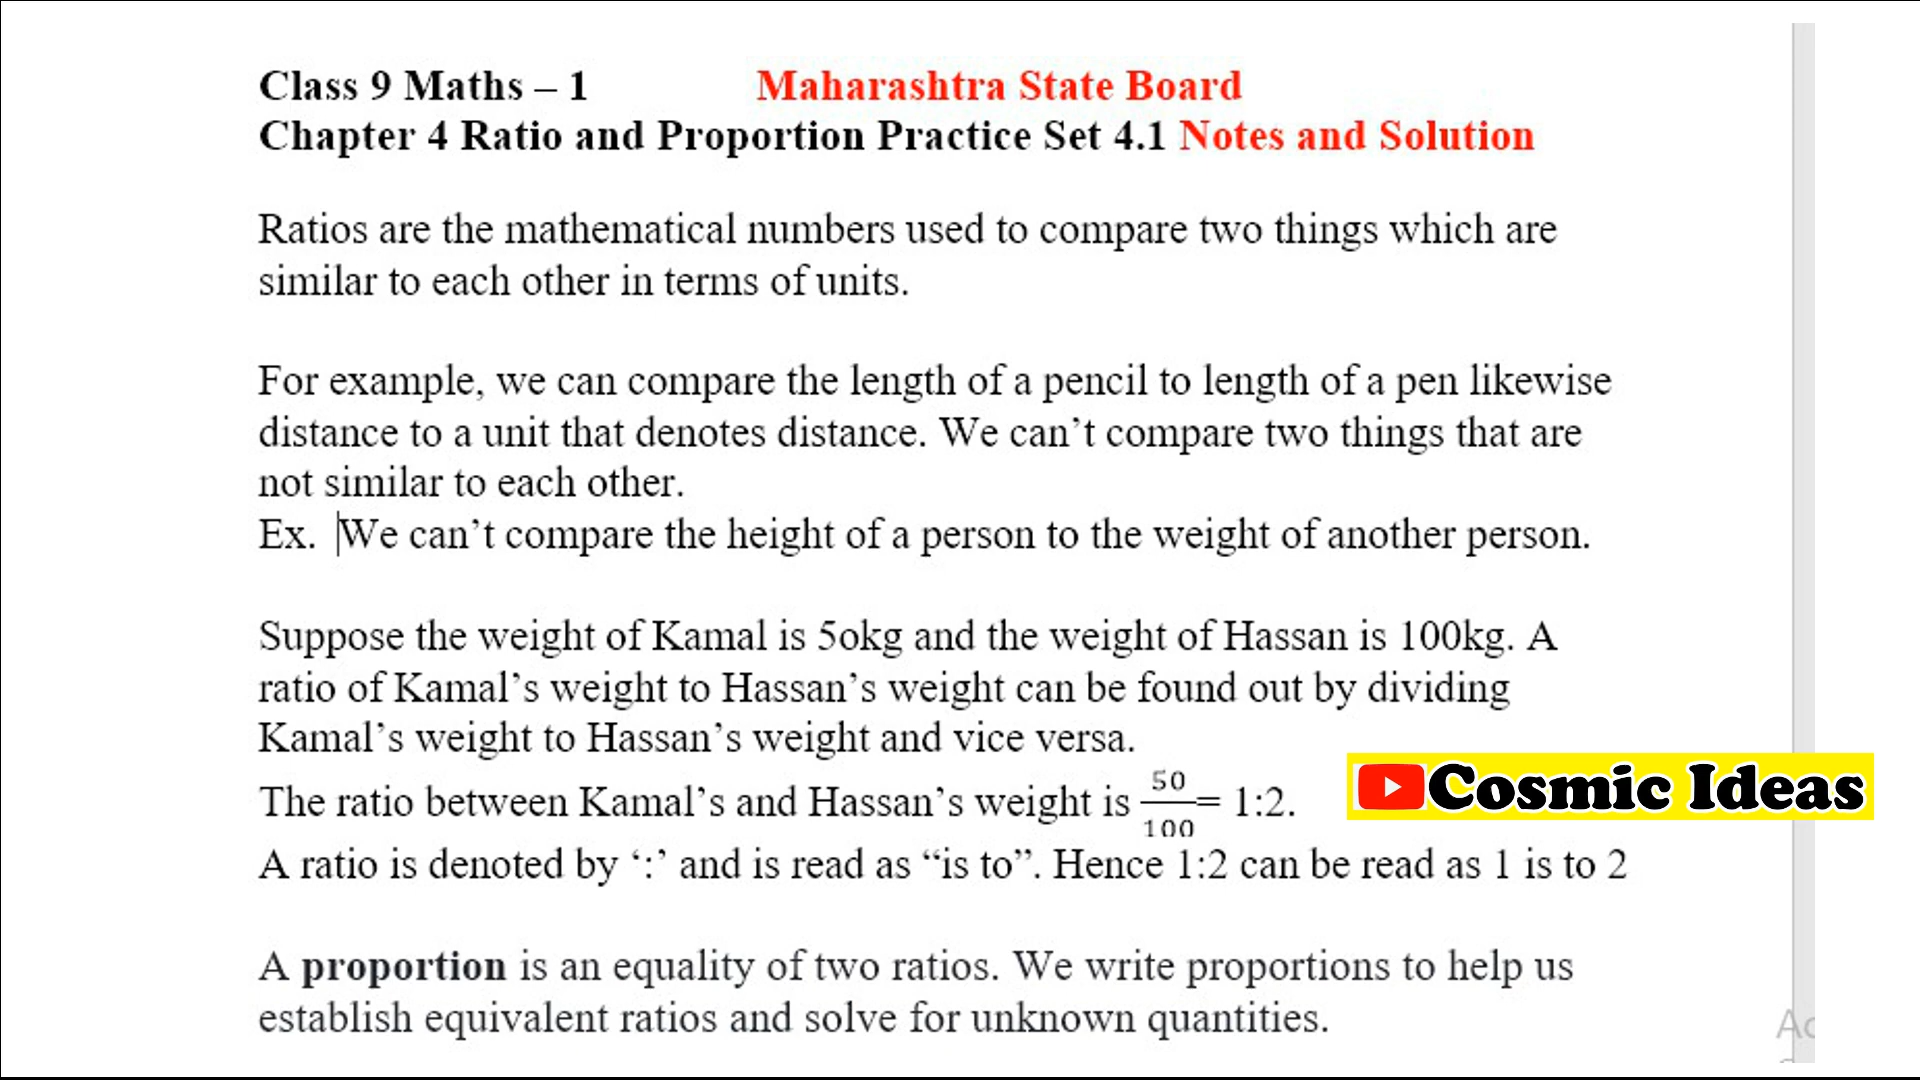 Class 9 Maths – 1 Maharashtra State Board
Chapter 4 Ratio and Proportion Practice Set 4.1 Notes and Solution
Ratios are the mathematical numbers used to compare two things which are
similar to each other in terms of units.
For example, we can compare the length of a pencil to length of a pen likewise
distance to a unit that denotes distance. We can’t compare two things that are
not similar to each other.
Ex. We can’t compare the height of a person to the weight of another person.
Suppose the weight of Kamal is 5okg and the weight of Hassan is 100kg. A
ratio of Kamal’s weight to Hassan’s weight can be found out by dividing
Kamal’s weight to Hassan’s weight and vice versa.
The ratio between Kamal’s and Hassan’s weight is 50/100 = 1:2.
Cosmic Ideas
A ratio is denoted by ‘:’ and is read as “is to”. Hence 1:2 can be read as 1 is to 2
A proportion is an equality of two ratios. We write proportions to help us
establish equivalent ratios and solve for unknown quantities.